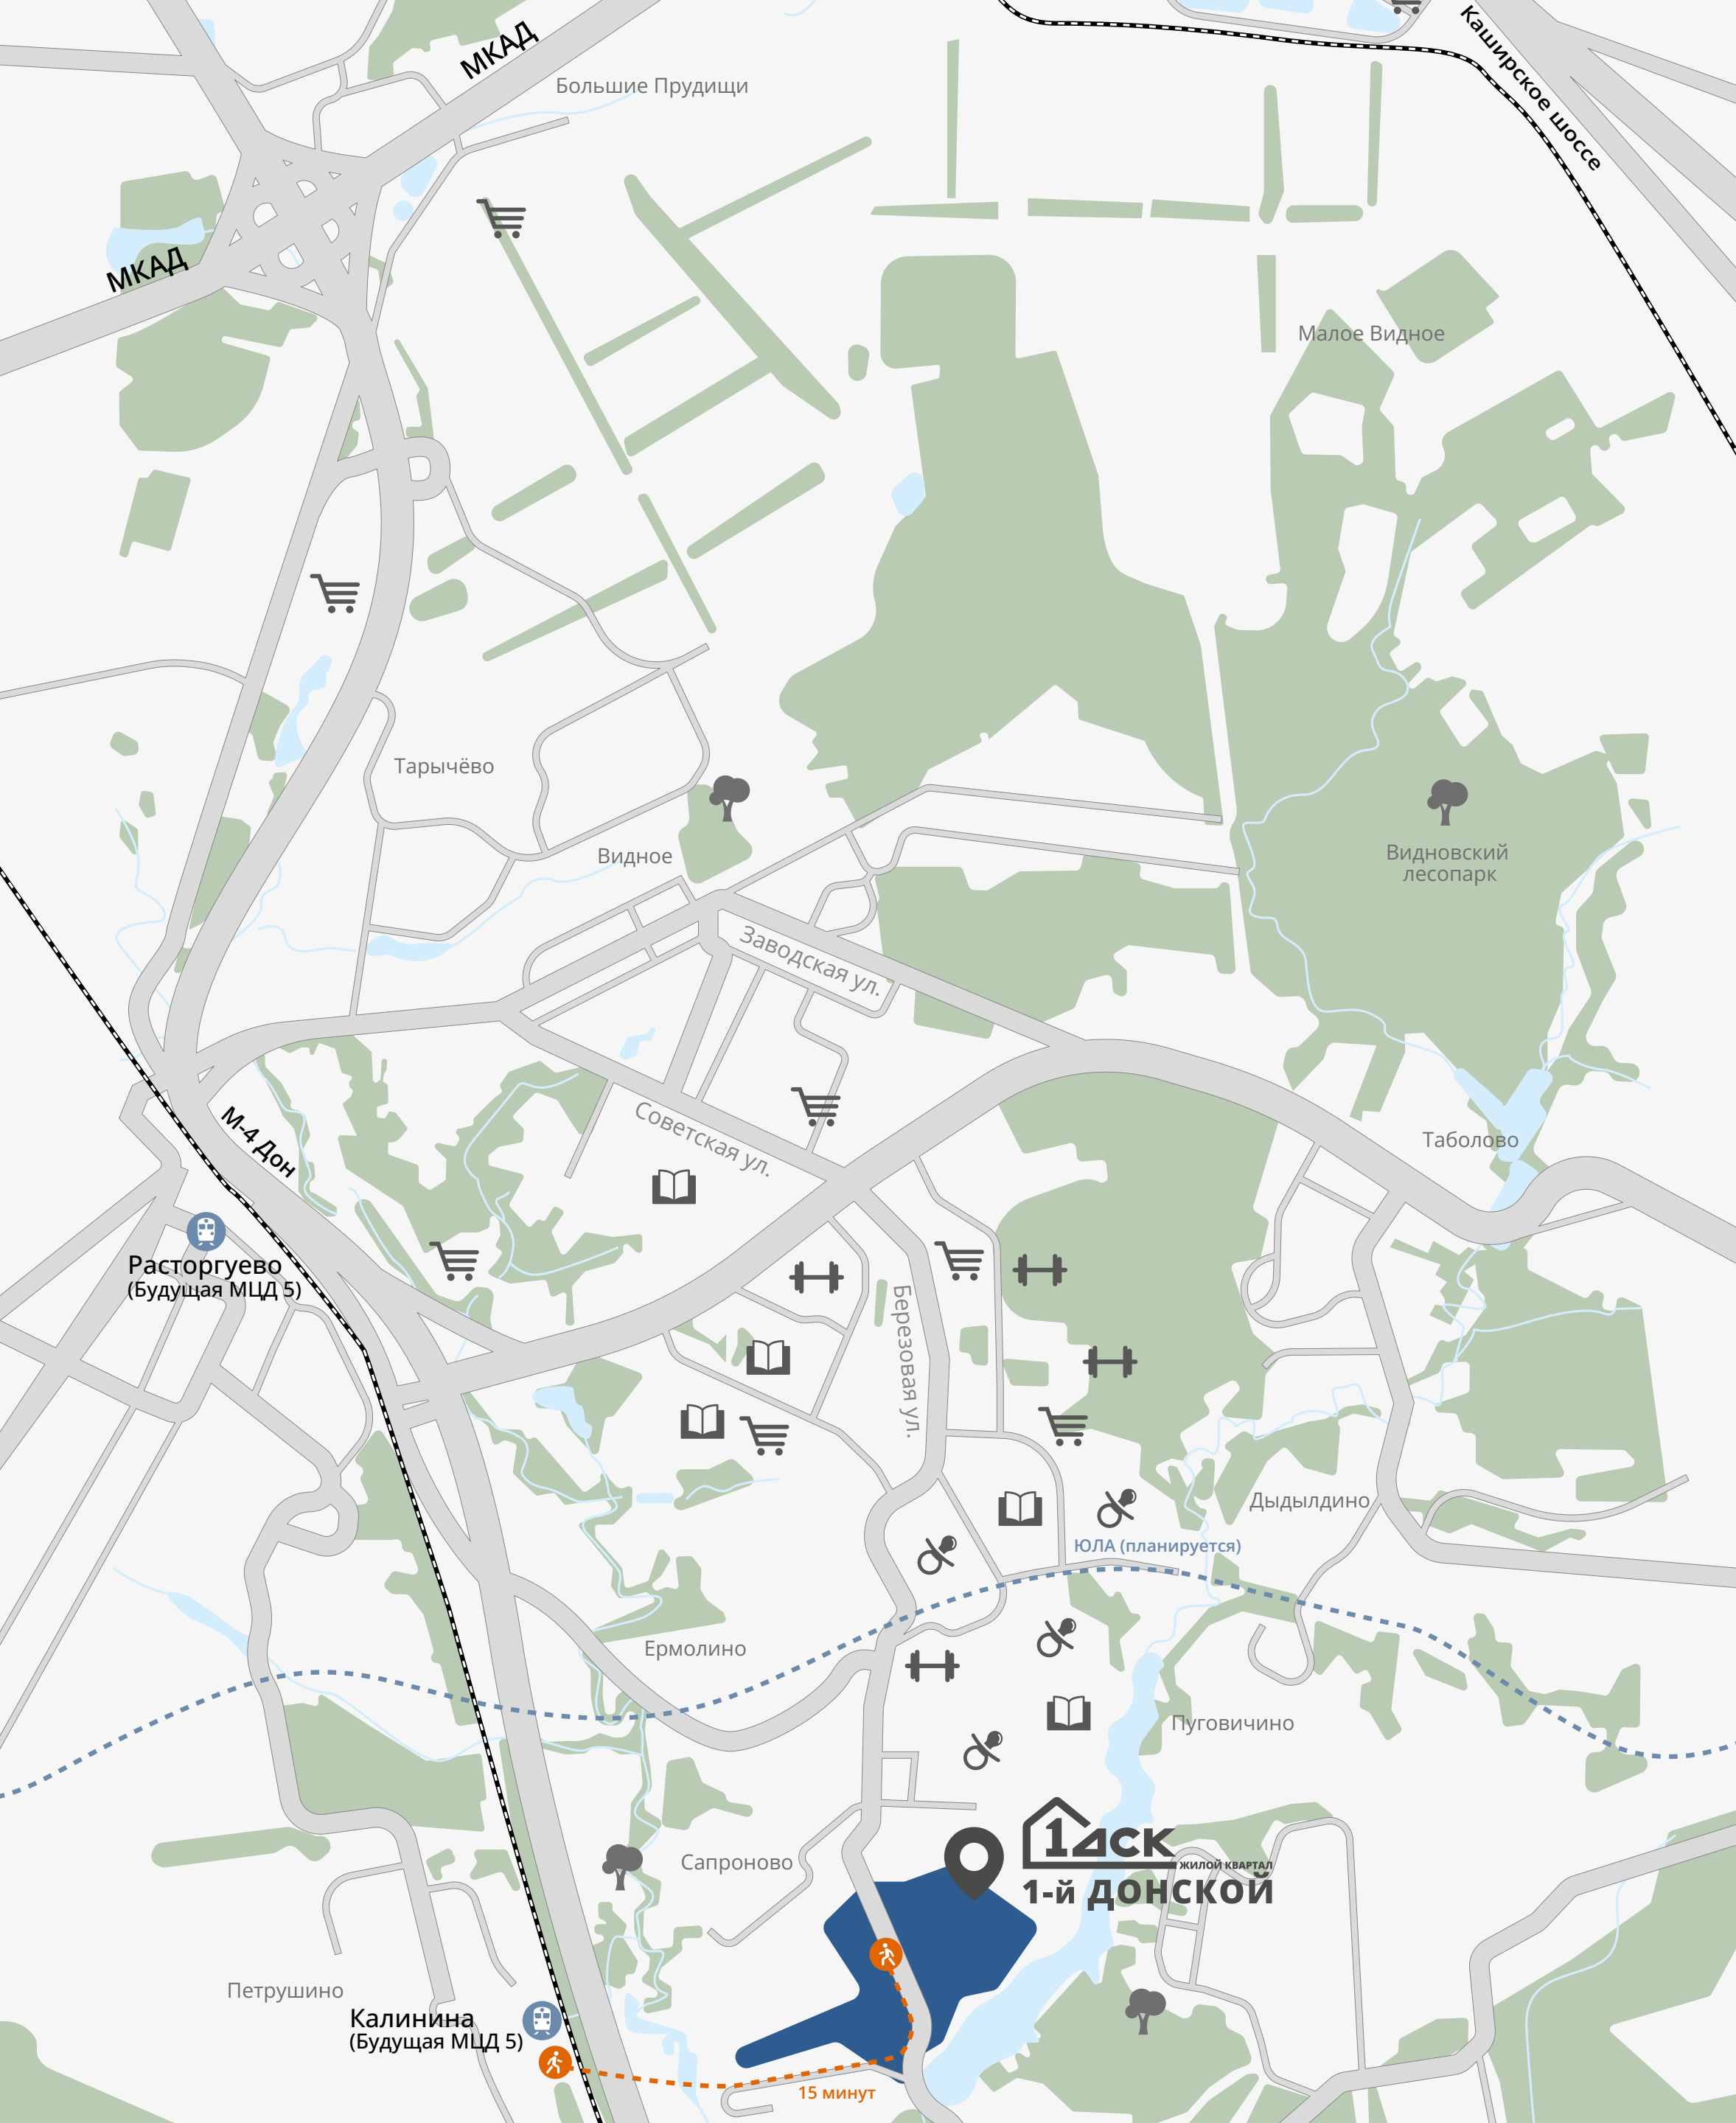 Каширское шоссе
МКАД
Большие Прудищи
МКАД
Малое Видное
Тарычёво
Видное
Видновский
лесопарк
Заводская ул.
Советская ул.
М-4 Дон
Таболово
Расторгуево
(Будущая МЦД 5)
Березовая ул.
Дыдылдино
ЮЛА (планируется)
Ермолино
Пуговичино
1ДСК
ЖИЛОЙ КВАРТАЛ
1-й ДОНСКОЙ
Сапроново
Петрушино
Калинина
(Будущая МЦД 5)
15 минут